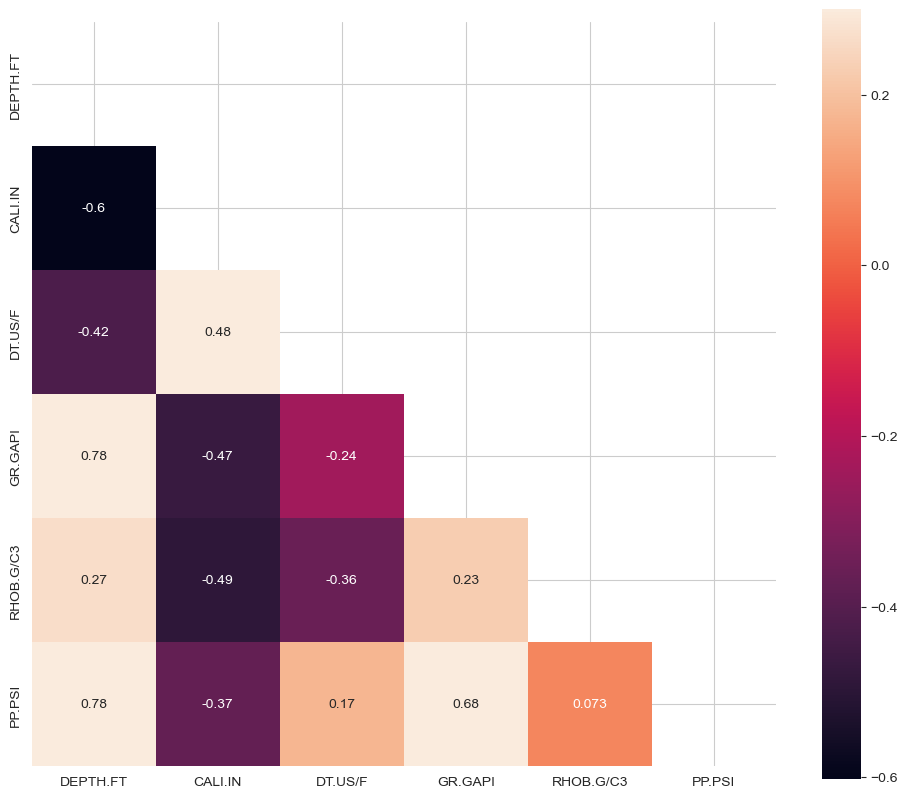 DEPTH.FT
CALI.IN -0.6
DT.US/F -0.42 0.48
GR.GAPI 0.78 -0.47 -0.24
RHOB.G/C3 0.27 -0.49 -0.36 0.23
PP.PSI 0.78 -0.37 0.17 0.68 0.073
DEPTH.FT CALI.IN DT.US/F GR.GAPI RHOB.G/C3 PP.PSI
0.2
0.0
−0.2
−0.4
−0.6